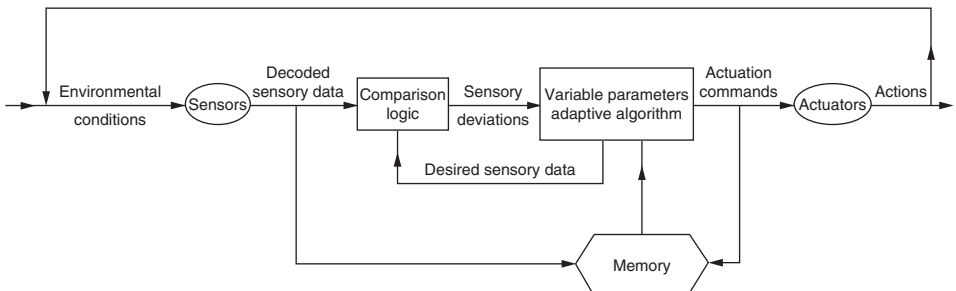 Environmental
conditions
Sensors
Decoded
sensory data
Comparison
logic
Sensory
deviations
Variable parameters
adaptive algorithm
Actuation
commands
Actuators
Actions
Desired sensory data
Memory